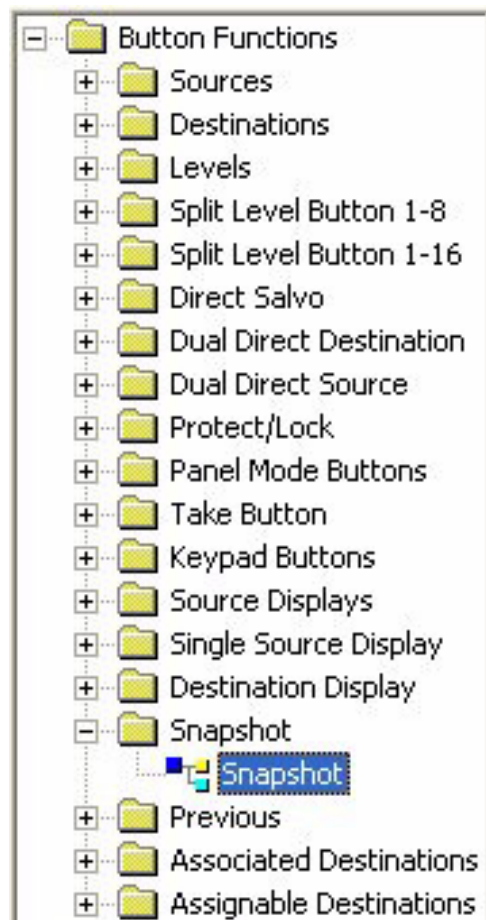 Button Functions
Sources
Destinations
Levels
Split Level Button 1-8
Split Level Button 1-16
Direct Salvo
Dual Direct Destination
Dual Direct Source
Protect/Lock
Panel Mode Buttons
Take Button
Keypad Buttons
Source Displays
Single Source Display
Destination Display
Snapshot
Snapshot
Previous
Associated Destinations
Assignable Destinations